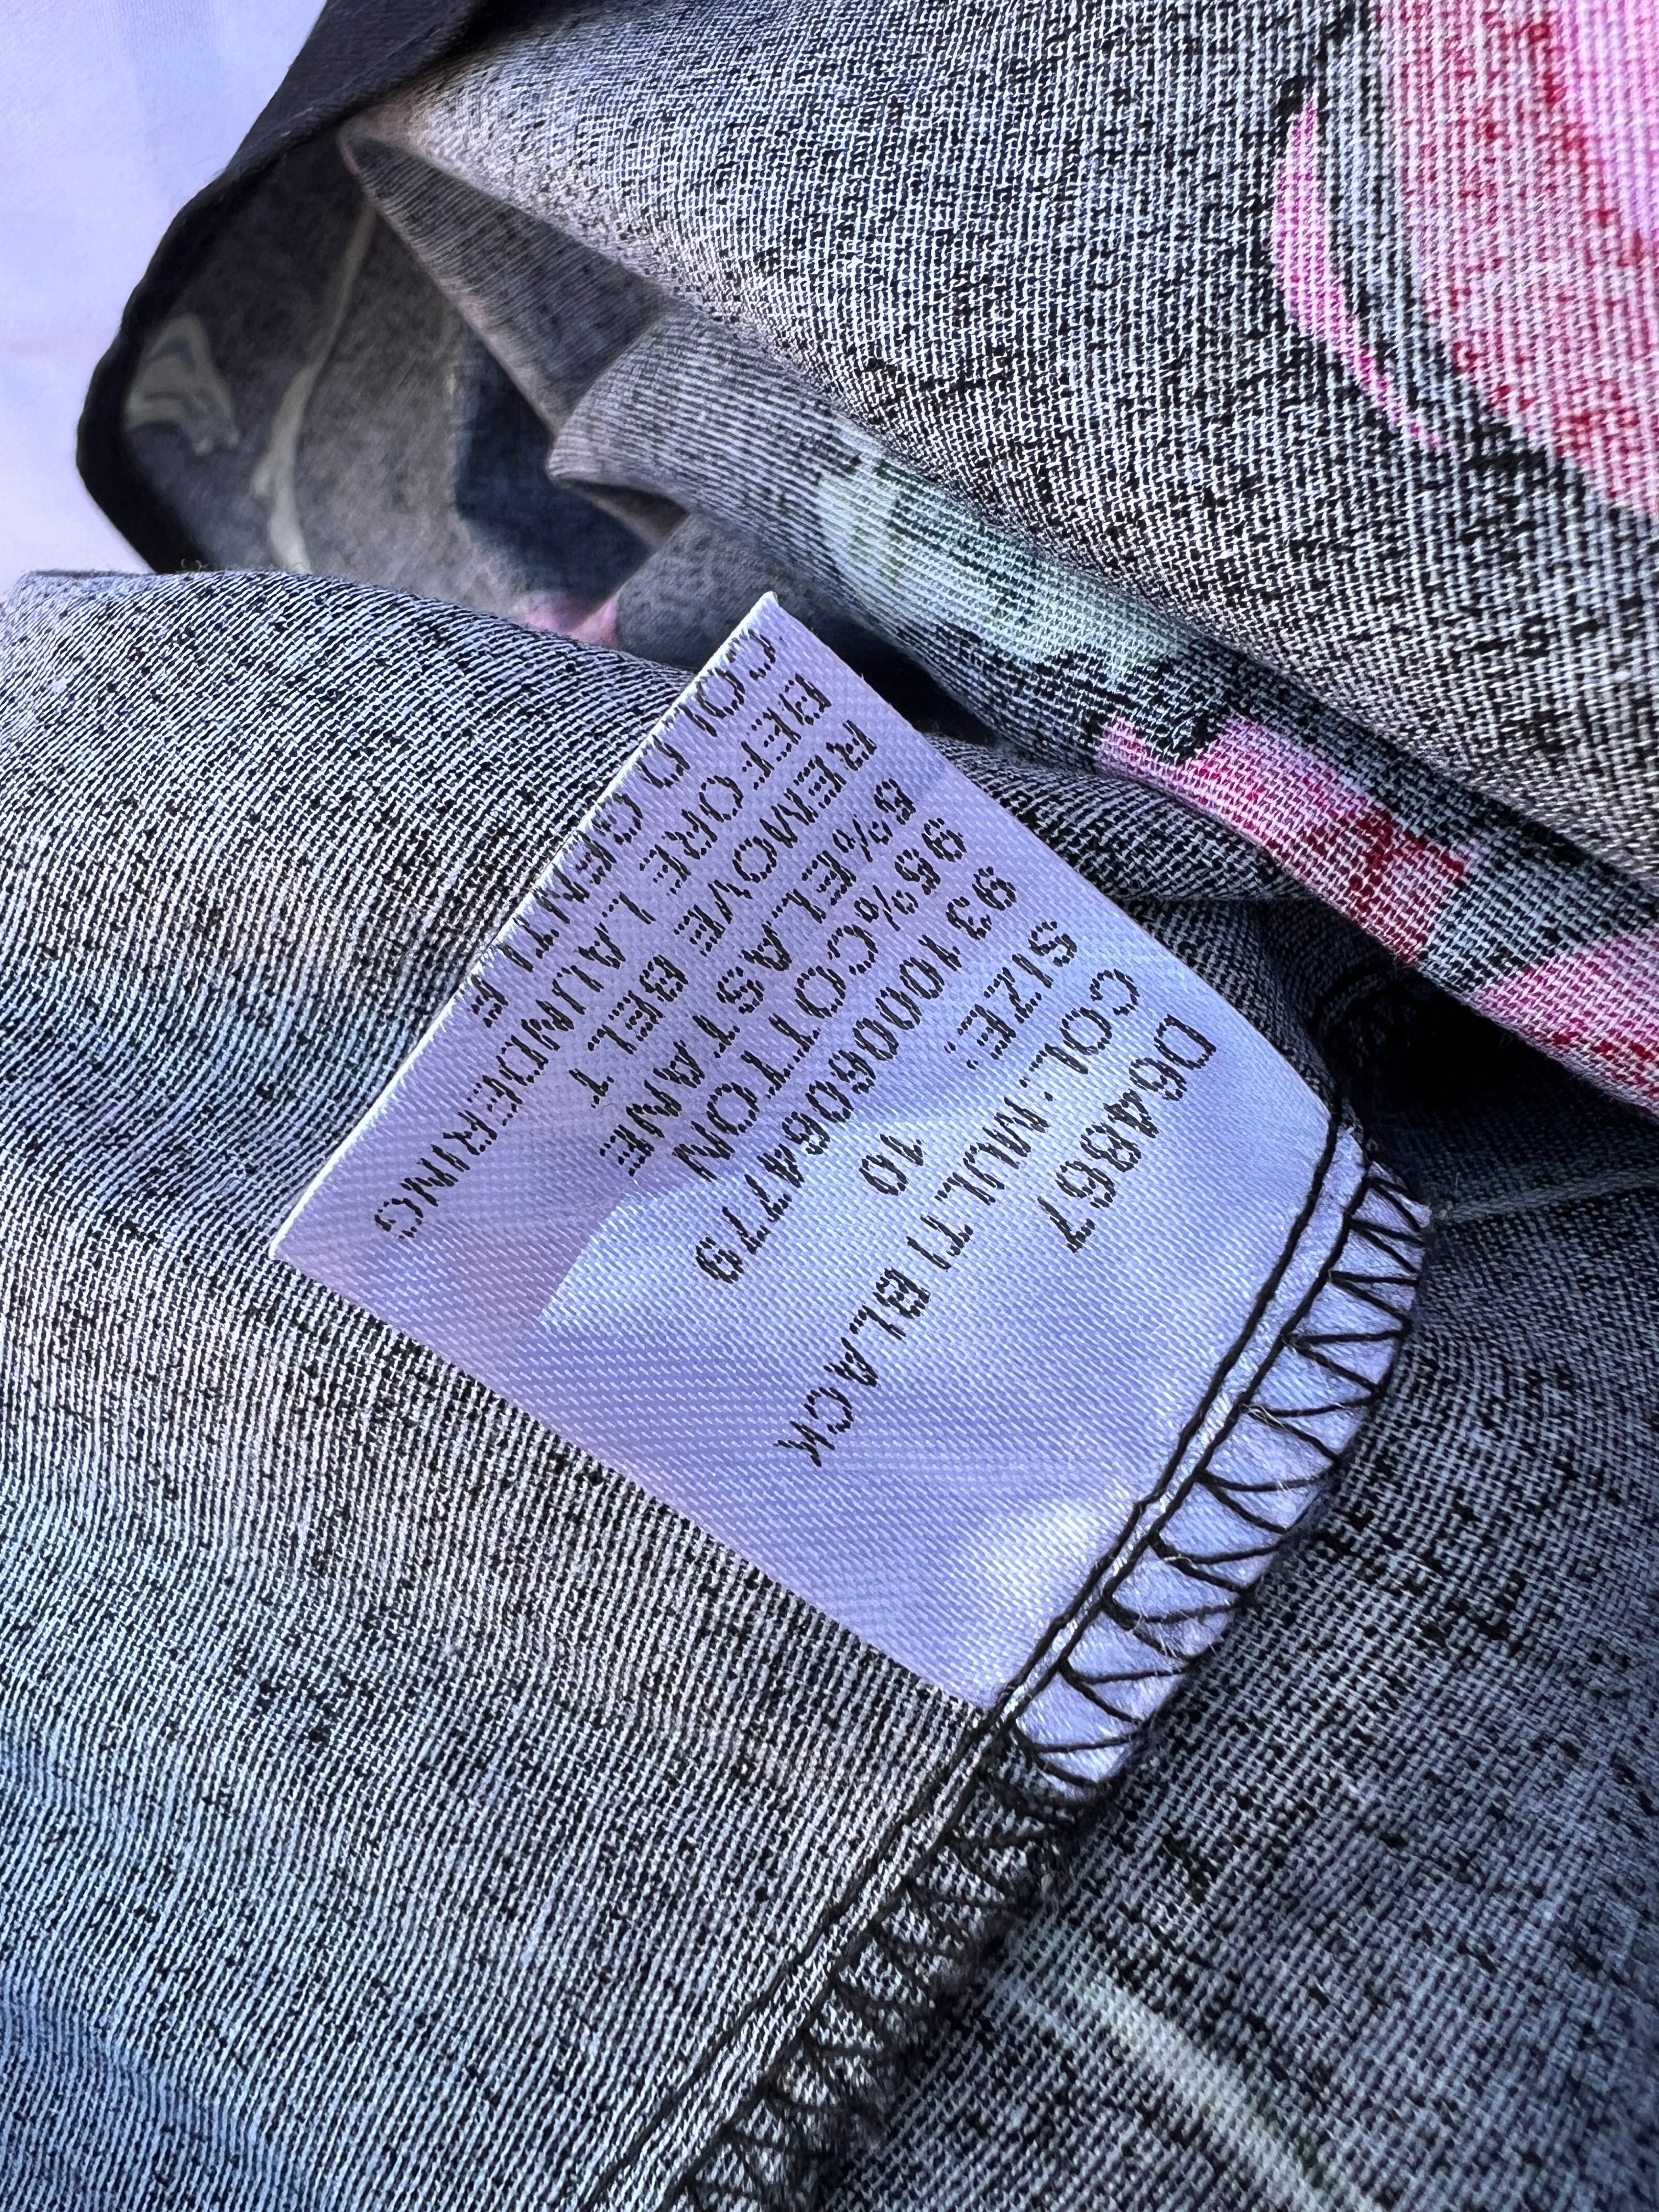 D64867
COL: MULTI BLACK
SIZE: 10
9310006064779
95%COTTON
5%ELASTANE
REMOVE BELT
BEFORE LAUNDERING
COLD GENTLE